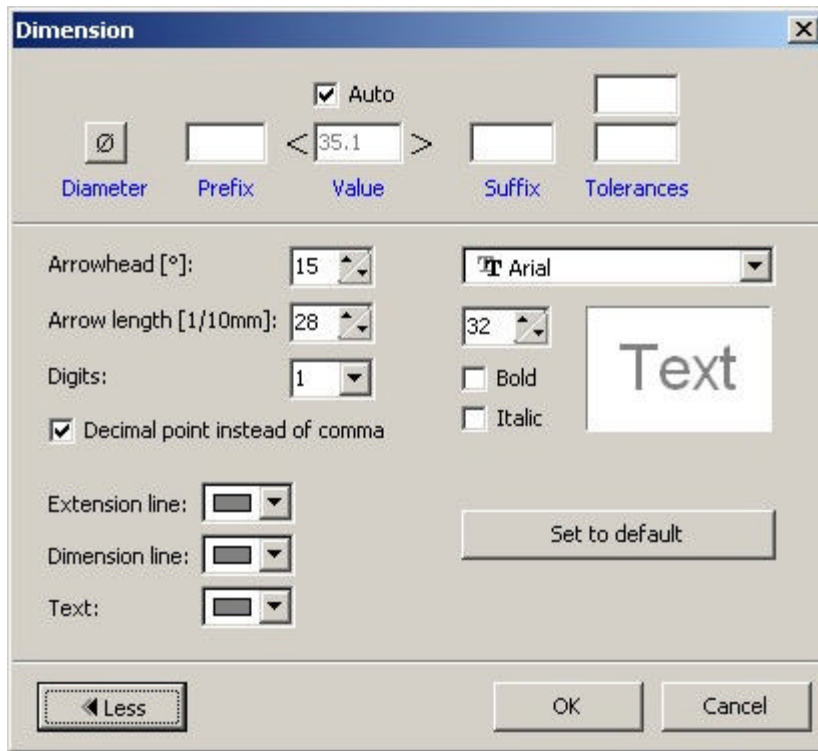 Dimension
Auto
Ø < 35.1 >
Diameter Prefix Value Suffix Tolerances
Arrowhead [°]: 15 Arial
Arrow length [1/10mm]: 28 32 Text
Digits: 1 Bold
Decimal point instead of comma Italic
Extension line:
Set to default
Dimension line:
Text:
Less OK Cancel